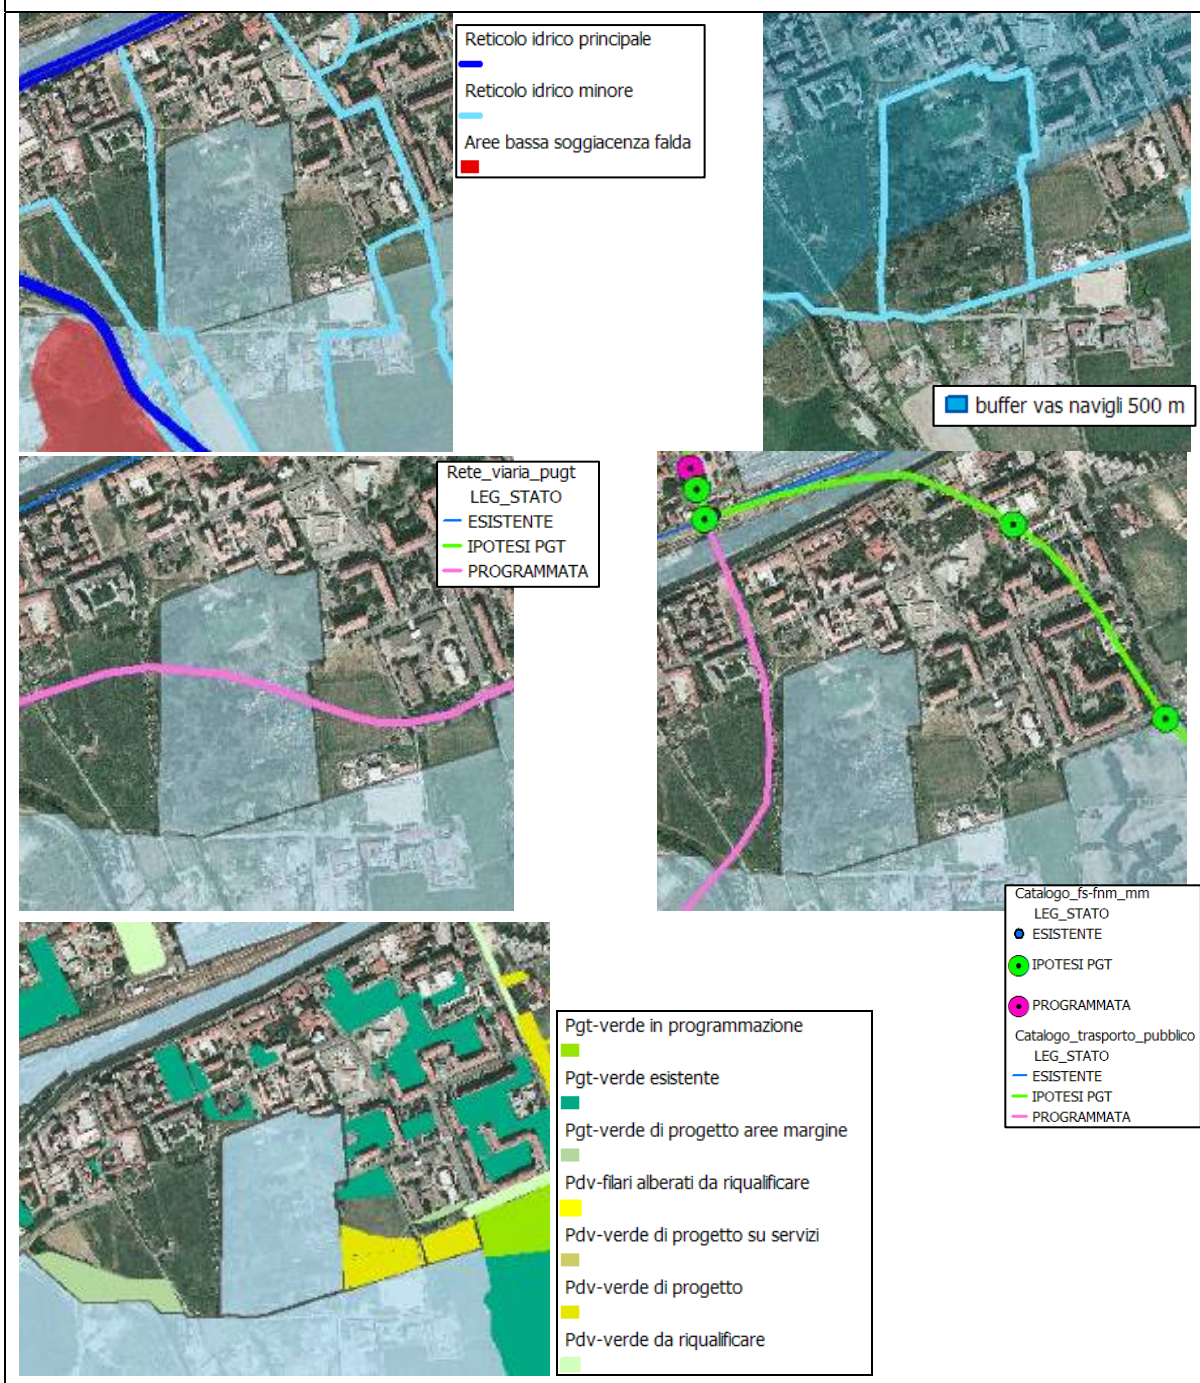 Reticolo idrico principale
Reticolo idrico minore
Aree bassa soggiacenza falda
buffer vas navigli 500 m
Rete_viaria_pugt
LEG_STATO
ESISTENTE
IPOTESI PGT
PROGRAMMATA
Catalogo_fs-fnm_mm
LEG_STATO
ESISTENTE
IPOTESI PGT
PROGRAMMATA
Catalogo_trasporto_pubblico
LEG_STATO
ESISTENTE
IPOTESI PGT
PROGRAMMATA
Pgt-verde in programmazione
Pgt-verde esistente
Pgt-verde di progetto aree margine
Pdv-filari alberati da riqualificare
Pdv-verde di progetto su servizi
Pdv-verde di progetto
Pdv-verde da riqualificare